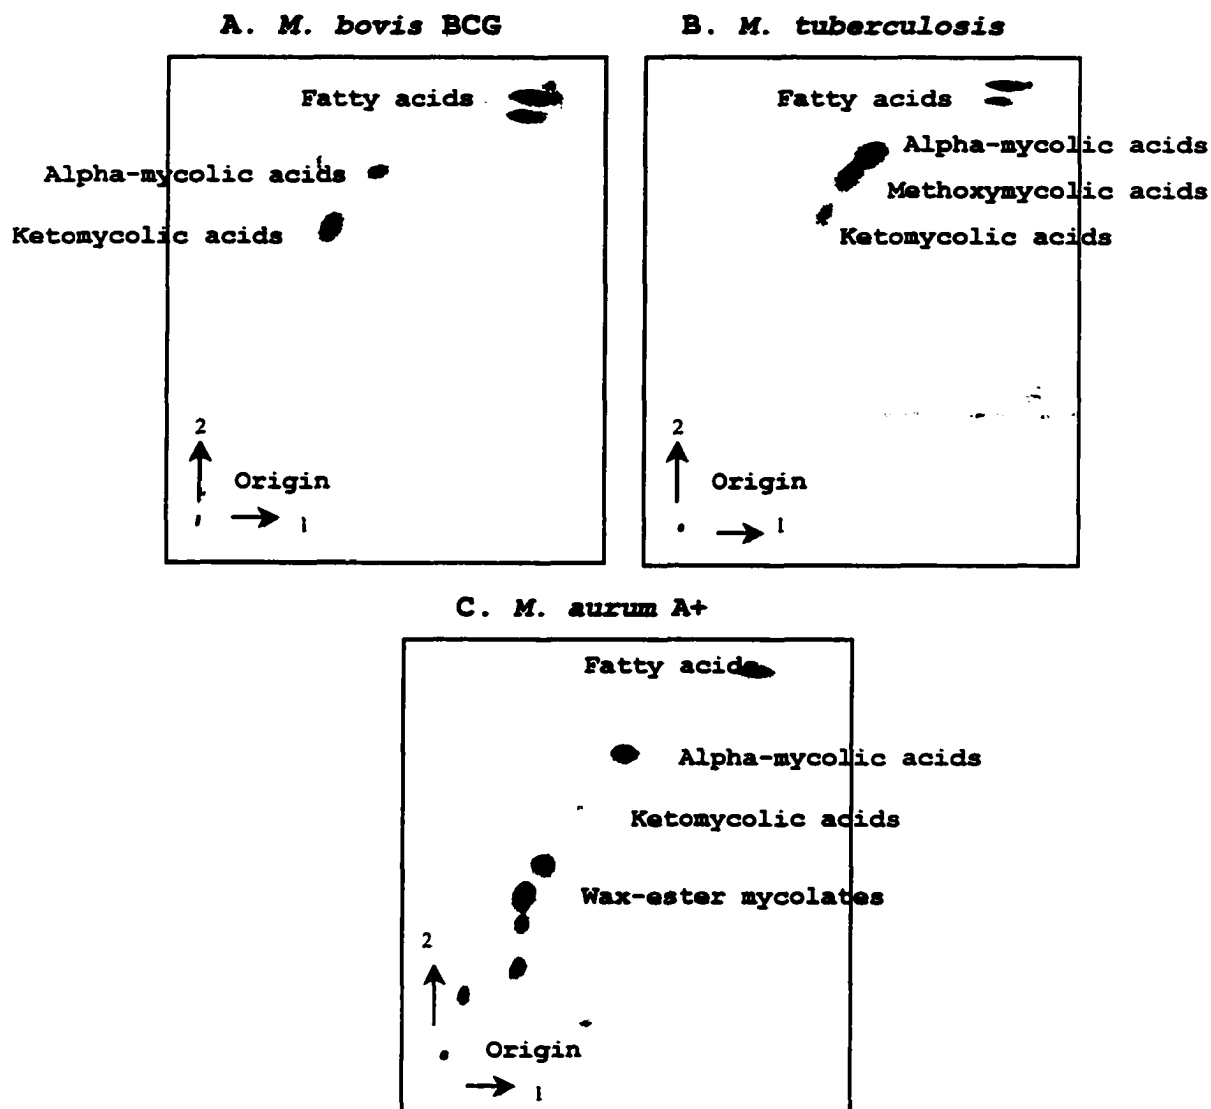 A. M. bovis BCG
Fatty acids
Alpha-mycolic acids
Ketomycolic acids
2
Origin
1
B. M. tuberculosis
Fatty acids
Alpha-mycolic acids
Methoxymycolic acids
Ketomycolic acids
2
Origin
1
C. M. aurum A+
Fatty acids
Alpha-mycolic acids
Ketomycolic acids
Wax-ester mycolates
2
Origin
1